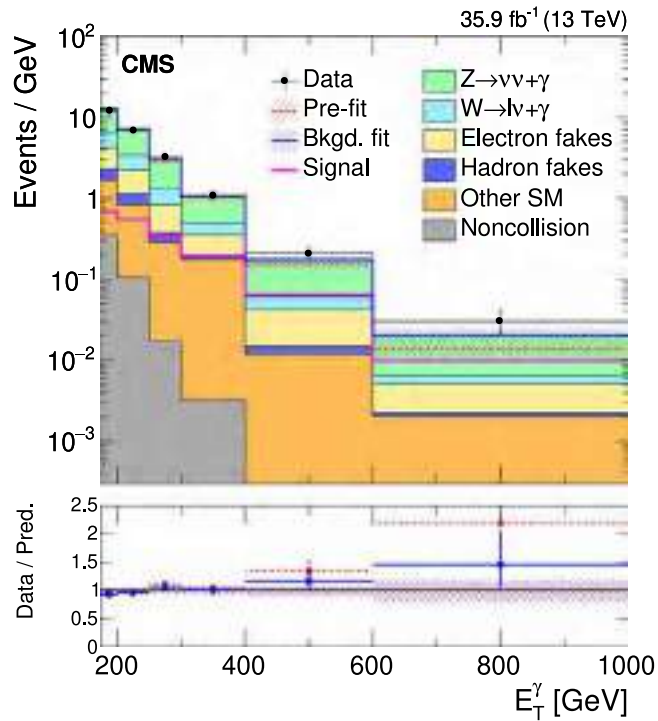 35.9 fb⁻¹ (13 TeV)
CMS
Data
Pre-fit
Bkgd. fit
Signal
Z→νν+γ
W→lν+γ
Electron fakes
Hadron fakes
Other SM
Noncollision
Events / GeV
10²
10
1
10⁻¹
10⁻²
10⁻³
Data / Pred.
2.5
2
1.5
1
0.5
0
200 400 600 800 1000
E_T^γ [GeV]